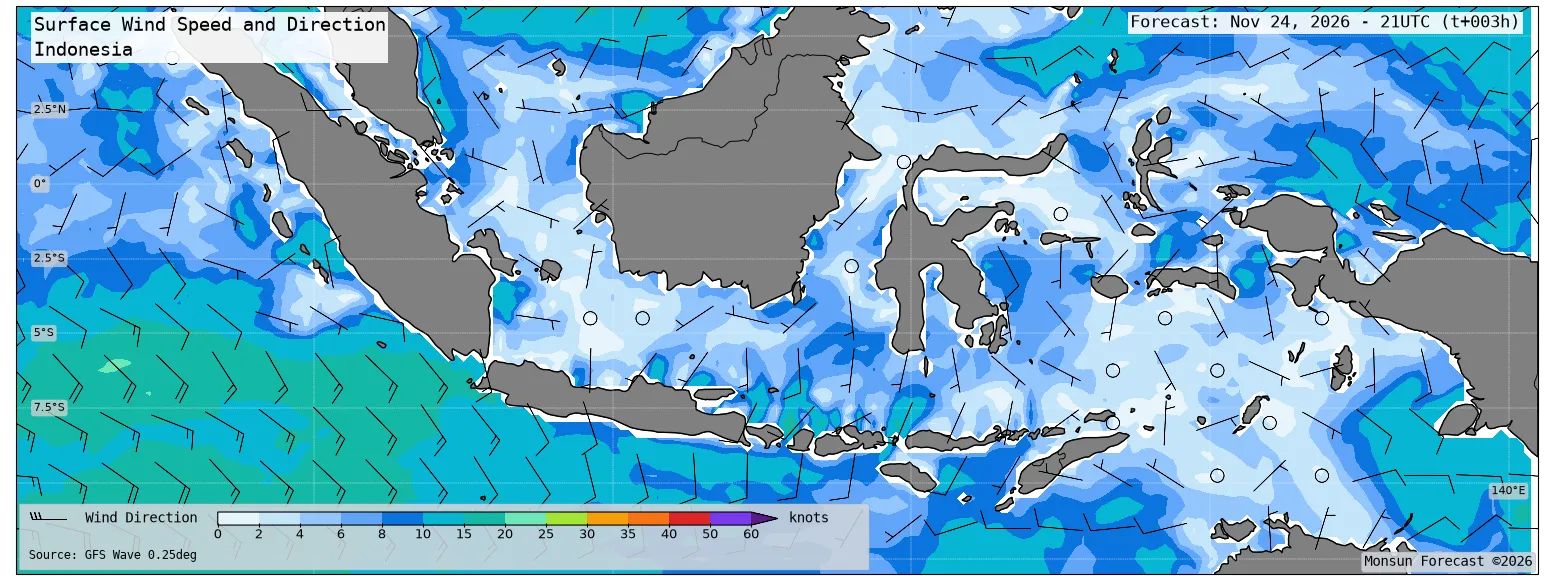 Surface Wind Speed and Direction
Indonesia
Forecast: Nov 24, 2026 - 21UTC (t+003h)
2.5°N
0°
2.5°S
5°S
7.5°S
140°E
Wind Direction
0 2 4 6 8 10 15 20 25 30 35 40 50 60
knots
Source: GFS Wave 0.25deg
Monsun Forecast ©2026